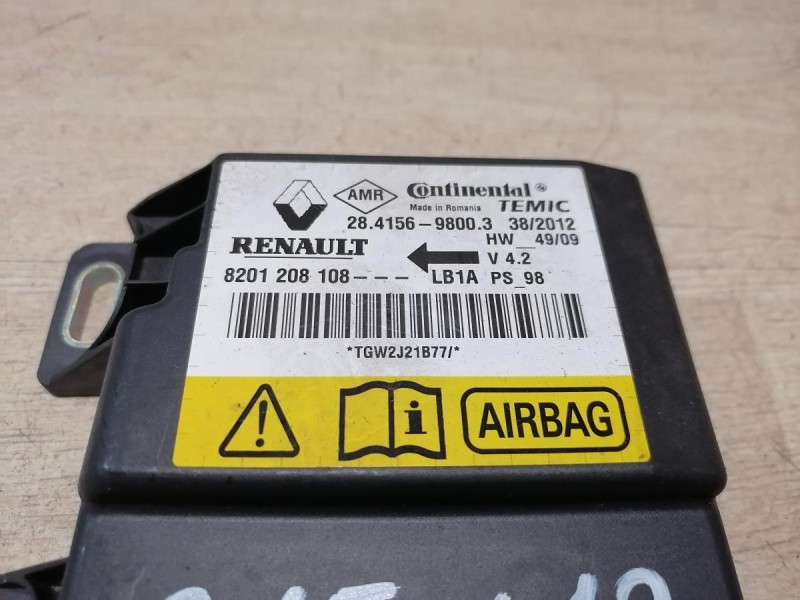 AMR Continental
Made in Romania TEMIC
28.4156-9800.3 38/2012
RENAULT HW_49/09
V 4.2
8201 208 108--- LB1A PS_98
*TGW2J21B77/*
i AIRBAG